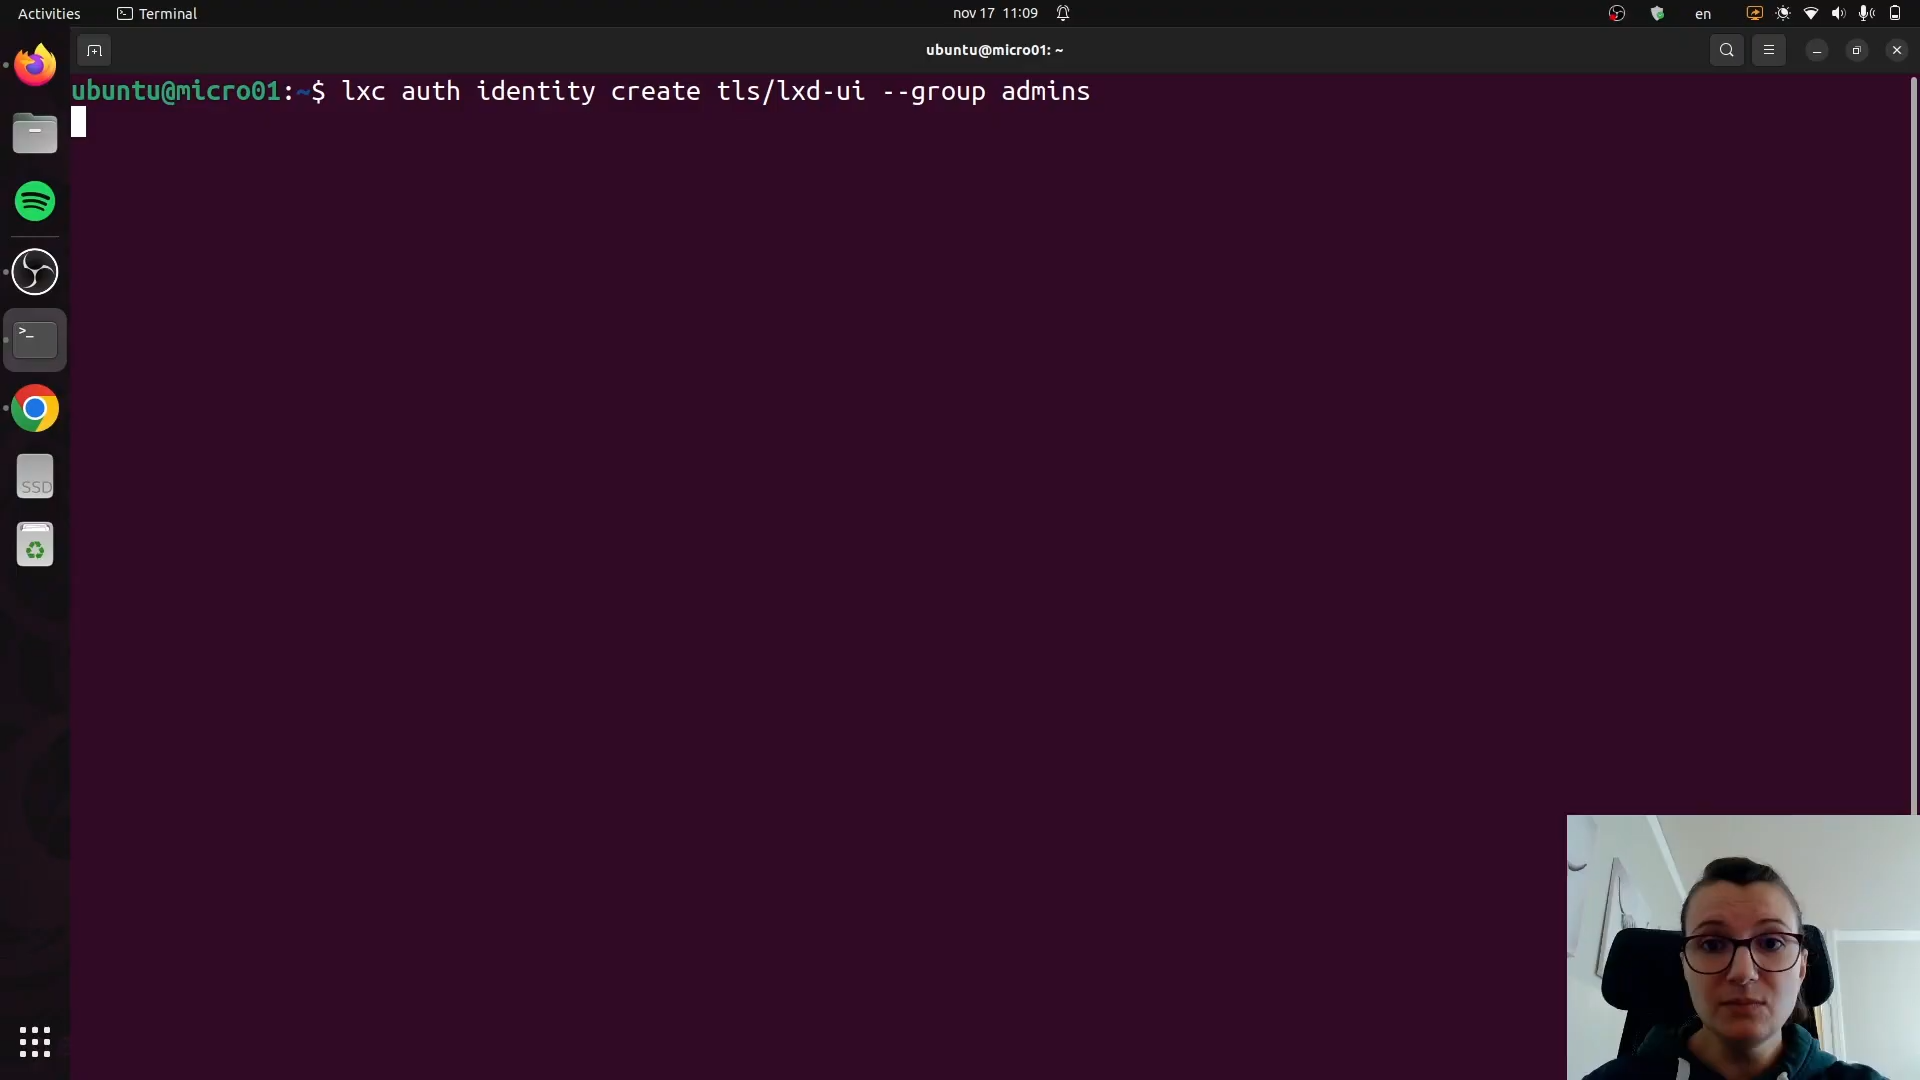 Activities
Terminal
nov 17 11:09
en
ubuntu@micro01: ~
ubuntu@micro01:~$ lxc auth identity create tls/lxd-ui --group admins
>_
SSD